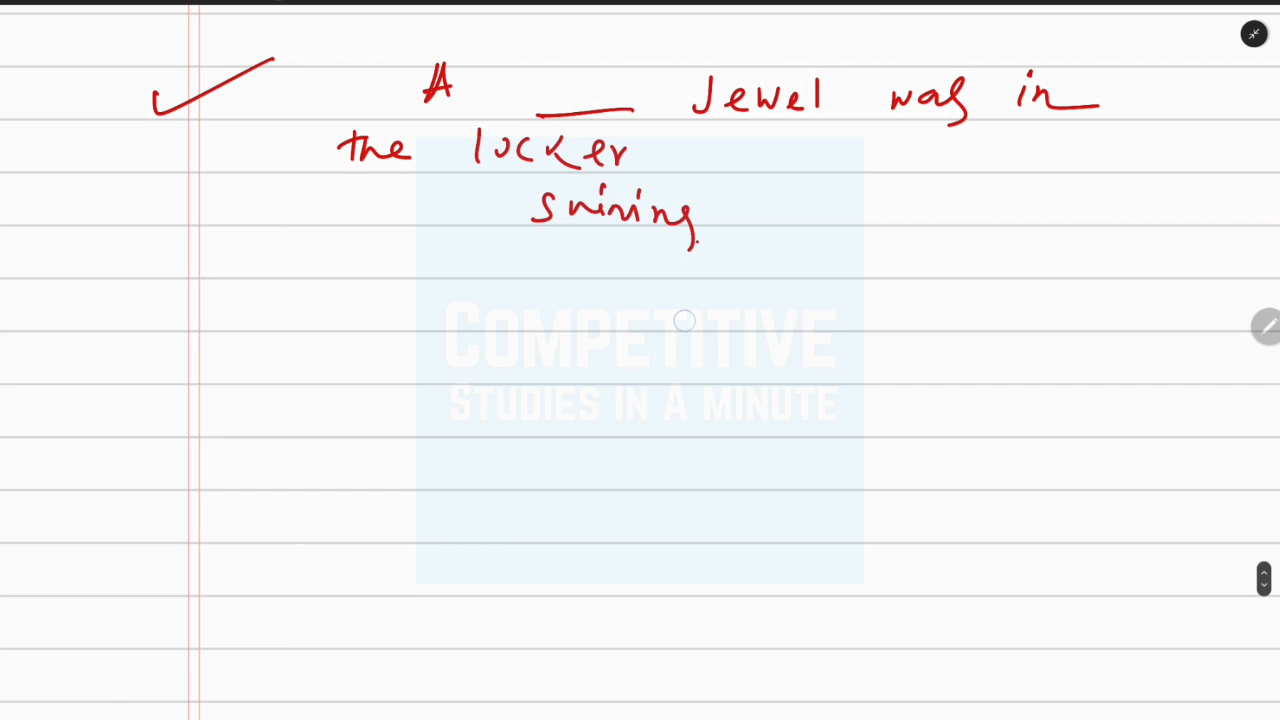 A ____ Jewel was in
the locker
shining.
COMPETITIVE
STUDIES IN A MINUTE